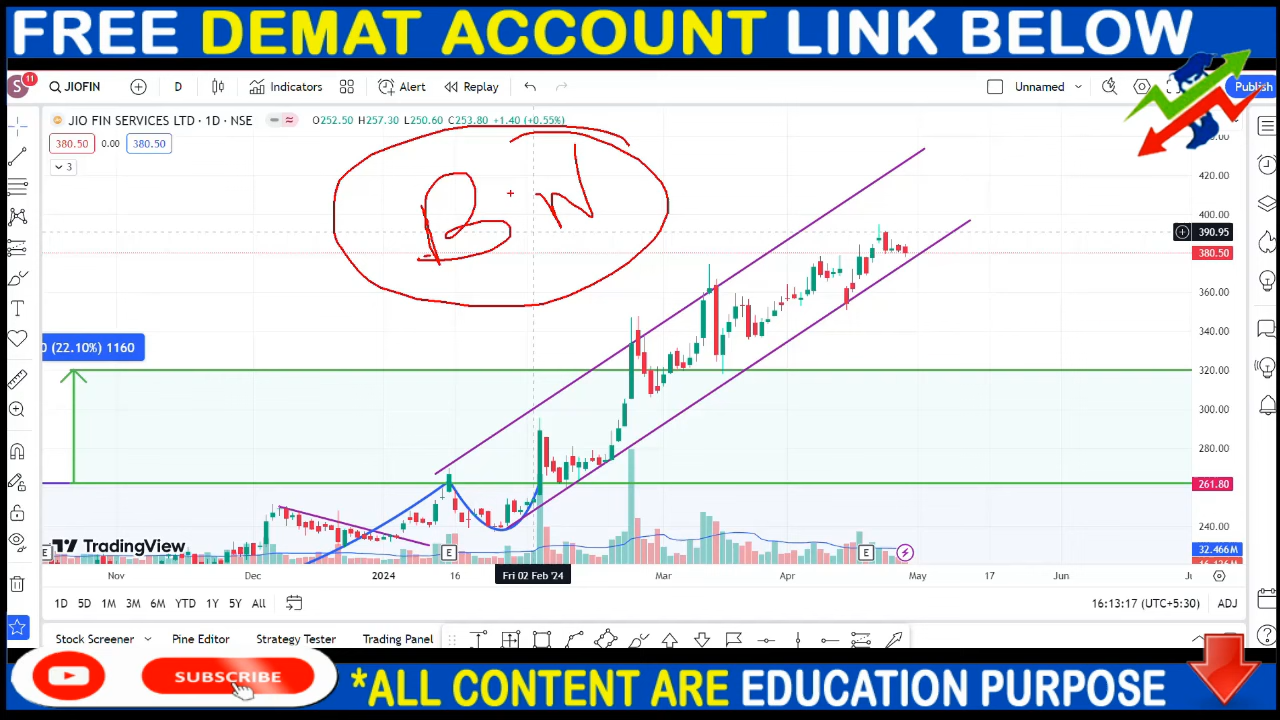 FREE DEMAT ACCOUNT LINK BELOW
S 11 JIOFIN D Indicators Alert Replay Unnamed Publish
JIO FIN SERVICES LTD · 1D · NSE O252.50 H257.30 L250.60 C253.80 +1.40 (+0.55%)
380.50 0.00 380.50
3
420.00
400.00
390.95
380.50
360.00
340.00
320.00
300.00
280.00
261.80
240.00
32.466M
BN
0 (22.10%) 1160
TradingView
E E E
Nov Dec 2024 16 Fri 02 Feb '24 Mar Apr May 17 Jun
1D 5D 1M 3M 6M YTD 1Y 5Y All 16:13:17 (UTC+5:30) ADJ
Stock Screener Pine Editor Strategy Tester Trading Panel
SUBSCRIBE *ALL CONTENT ARE EDUCATION PURPOSE